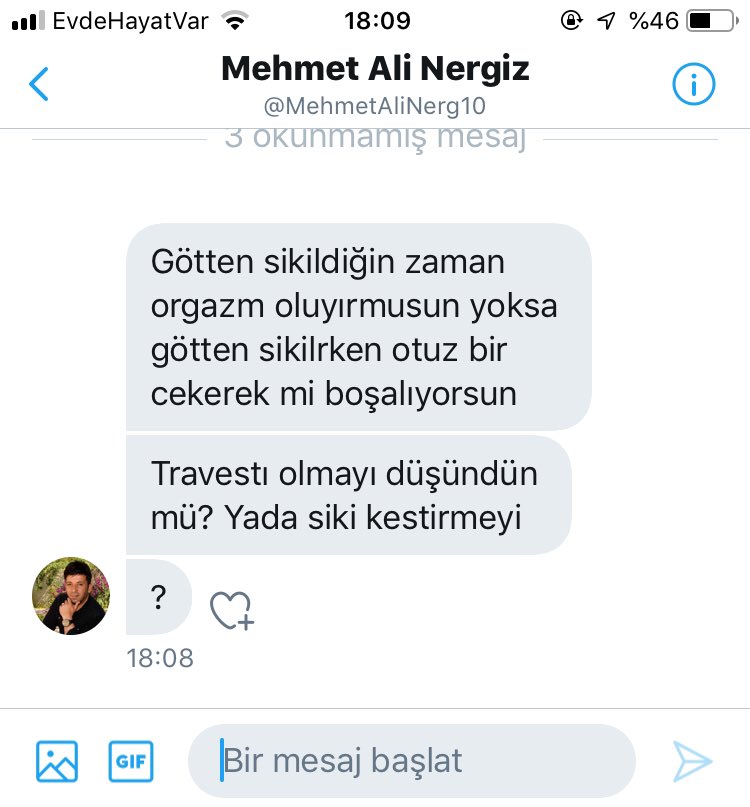 EvdeHayatVar 18:09 %46
Mehmet Ali Nergiz
@MehmetAliNerg10
3 okunmamış mesaj
Götten sikildiğin zaman
orgazm oluyırmusun yoksa
götten sikilrken otuz bir
cekerek mi boşalıyorsun
Travestı olmayı düşündün
mü? Yada siki kestirmeyi
?
18:08
GIF
Bir mesaj başlat